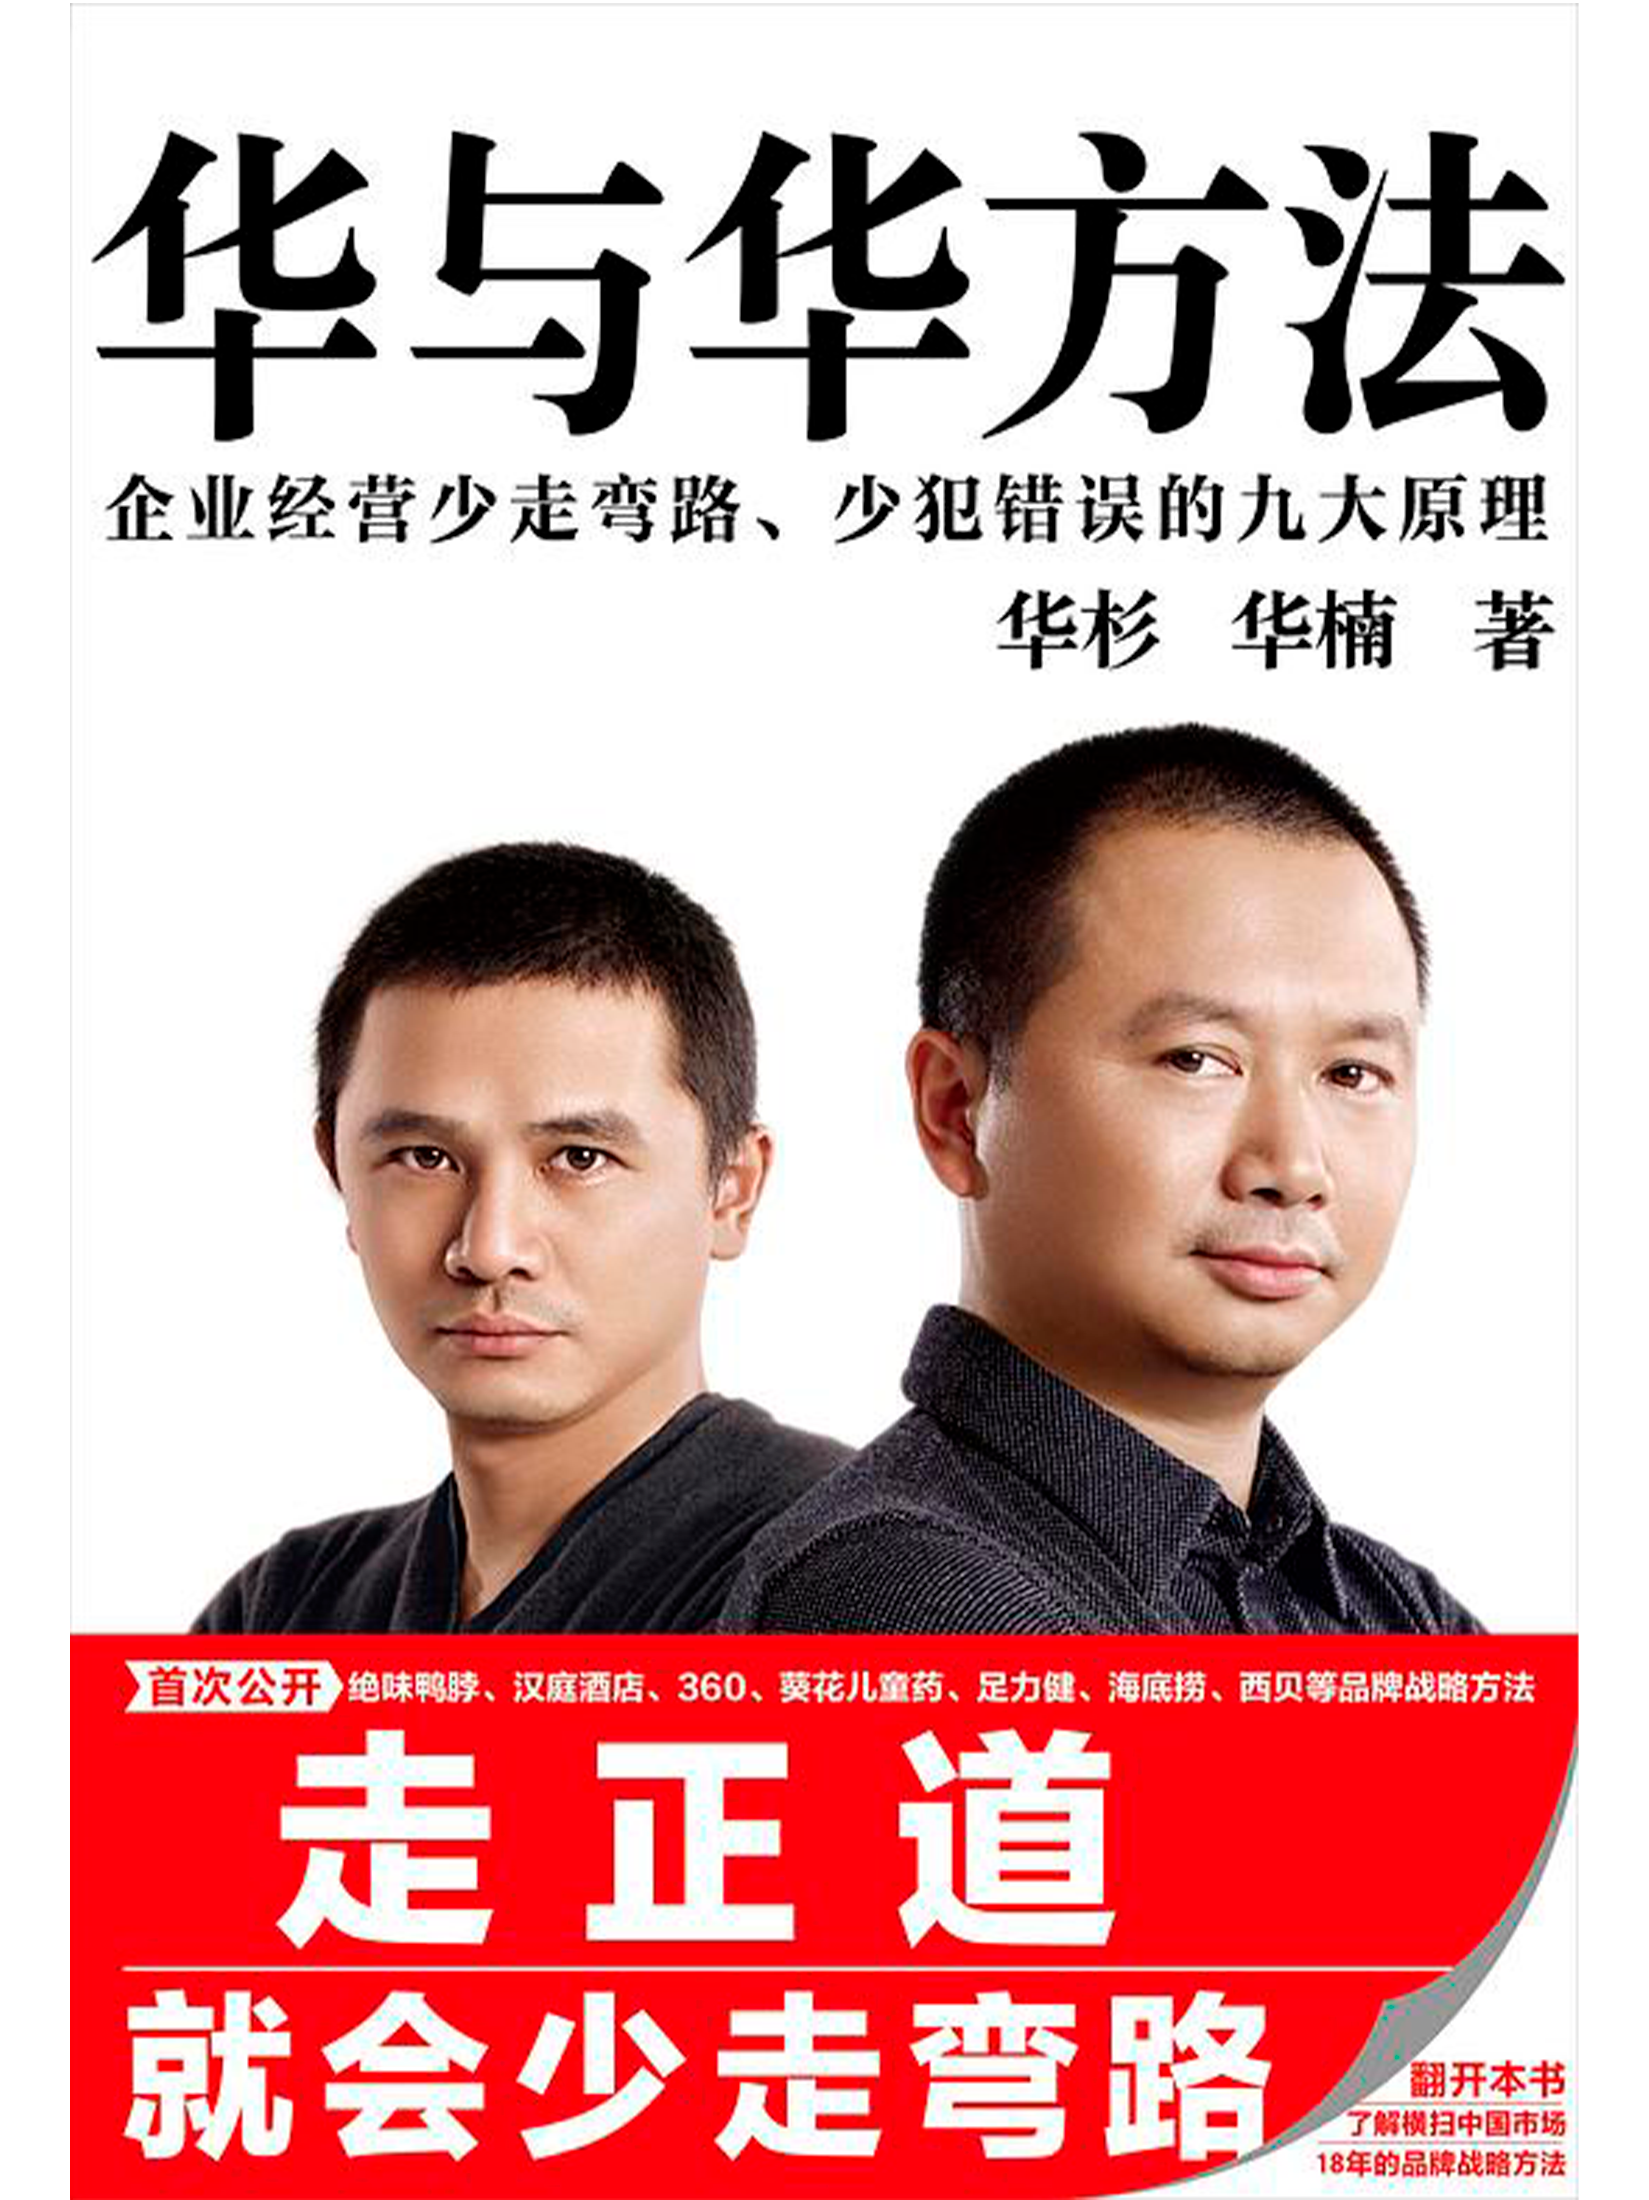 华与华方法
企业经营少走弯路、少犯错误的九大原理
华杉 华楠 著
首次公开 绝味鸭脖、汉庭酒店、360、葵花儿童药、足力健、海底捞、西贝等品牌战略方法
走正道
就会少走弯路
翻开本书
了解横扫中国市场
18年的品牌战略方法